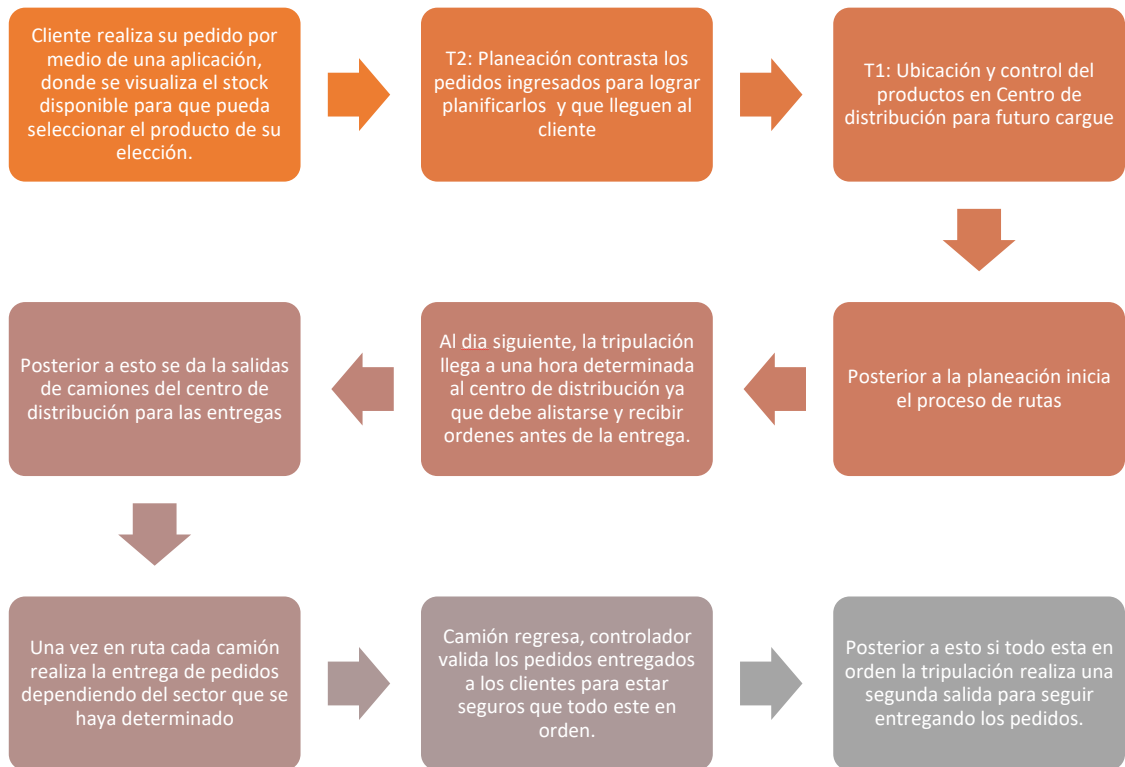 Cliente realiza su pedido por
medio de una aplicación,
donde se visualiza el stock
disponible para que pueda
seleccionar el producto de su
elección.
T2: Planeación contrasta los
pedidos ingresados para lograr
planificarlos y que lleguen al
cliente
T1: Ubicación y control del
productos en Centro de
distribución para futuro cargue
Posterior a la planeación inicia
el proceso de rutas
Al dia siguiente, la tripulación
llega a una hora determinada
al centro de distribución ya
que debe alistarse y recibir
ordenes antes de la entrega.
Posterior a esto se da la salidas
de camiones del centro de
distribución para las entregas
Una vez en ruta cada camión
realiza la entrega de pedidos
dependiendo del sector que se
haya determinado
Camión regresa, controlador
valida los pedidos entregados
a los clientes para estar
seguros que todo este en
orden.
Posterior a esto si todo esta en
orden la tripulación realiza una
segunda salida para seguir
entregando los pedidos.